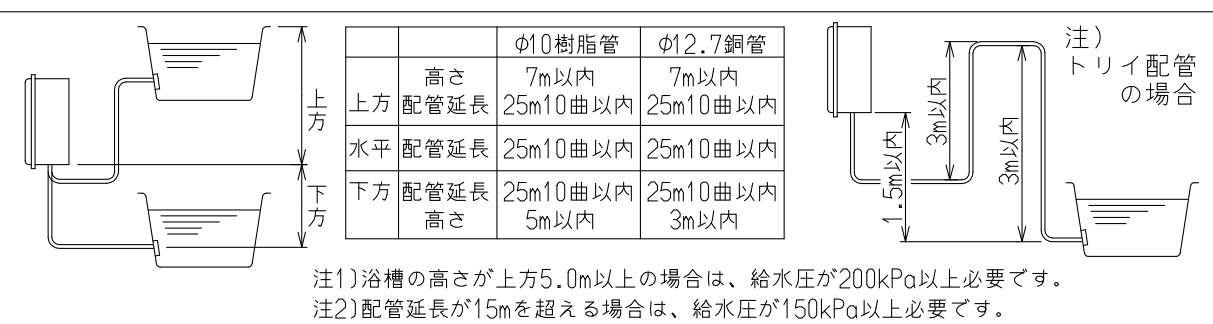 上方
下方
φ10樹脂管 φ12.7銅管
上方 高さ 7m以内 7m以内
配管延長 25m10曲以内 25m10曲以内
水平 配管延長 25m10曲以内 25m10曲以内
下方 配管延長 25m10曲以内 25m10曲以内
高さ 5m以内 3m以内
注)
トリイ配管
の場合
1.5m以内
3m以内
3m以内
注1)浴槽の高さが上方5.0m以上の場合は、給水圧が200kPa以上必要です。
注2)配管延長が15mを超える場合は、給水圧が150kPa以上必要です。